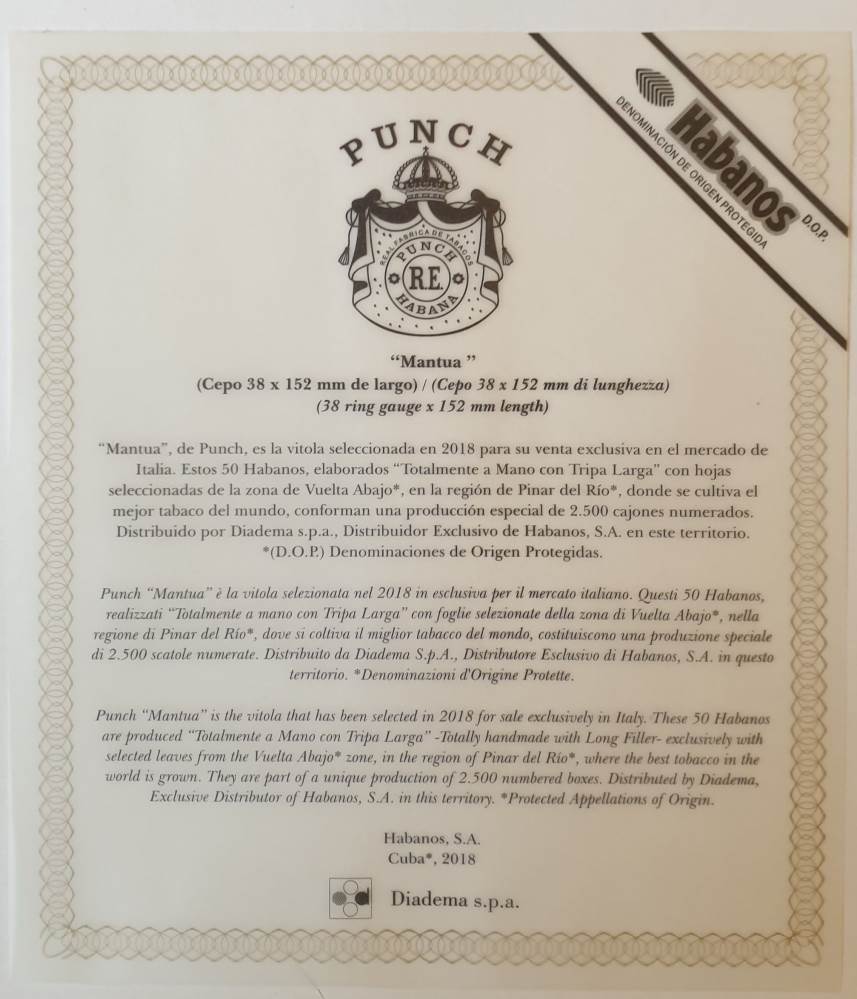 Habanos D.O.P.
DENOMINACIÓN DE ORIGEN PROTEGIDA
PUNCH
REAL FABRICA DE TABACOS
PUNCH
R.E.
HABANA
“Mantua ”
(Cepo 38 x 152 mm de largo) / (Cepo 38 x 152 mm di lunghezza)
(38 ring gauge x 152 mm length)
“Mantua”, de Punch, es la vitola seleccionada en 2018 para su venta exclusiva en el mercado de
Italia. Estos 50 Habanos, elaborados “Totalmente a Mano con Tripa Larga” con hojas
seleccionadas de la zona de Vuelta Abajo*, en la región de Pinar del Río*, donde se cultiva el
mejor tabaco del mundo, conforman una producción especial de 2.500 cajones numerados.
Distribuido por Diadema s.p.a., Distribuidor Exclusivo de Habanos, S.A. en este territorio.
*(D.O.P.) Denominaciones de Origen Protegidas.
Punch “Mantua” è la vitola selezionata nel 2018 in esclusiva per il mercato italiano. Questi 50 Habanos,
realizzati “Totalmente a mano con Tripa Larga” con foglie selezionate della zona di Vuelta Abajo*, nella
regione di Pinar del Río*, dove si coltiva il miglior tabacco del mondo, costituiscono una produzione speciale
di 2.500 scatole numerate. Distribuito da Diadema S.p.A., Distributore Esclusivo di Habanos, S.A. in questo
territorio. *Denominazioni d'Origine Protette.
Punch “Mantua” is the vitola that has been selected in 2018 for sale exclusively in Italy. These 50 Habanos
are produced “Totalmente a Mano con Tripa Larga” -Totally handmade with Long Filler- exclusively with
selected leaves from the Vuelta Abajo* zone, in the region of Pinar del Río*, where the best tobacco in the
world is grown. They are part of a unique production of 2.500 numbered boxes. Distributed by Diadema,
Exclusive Distributor of Habanos, S.A. in this territory. *Protected Appellations of Origin.
Habanos, S.A.
Cuba*, 2018
Diadema s.p.a.